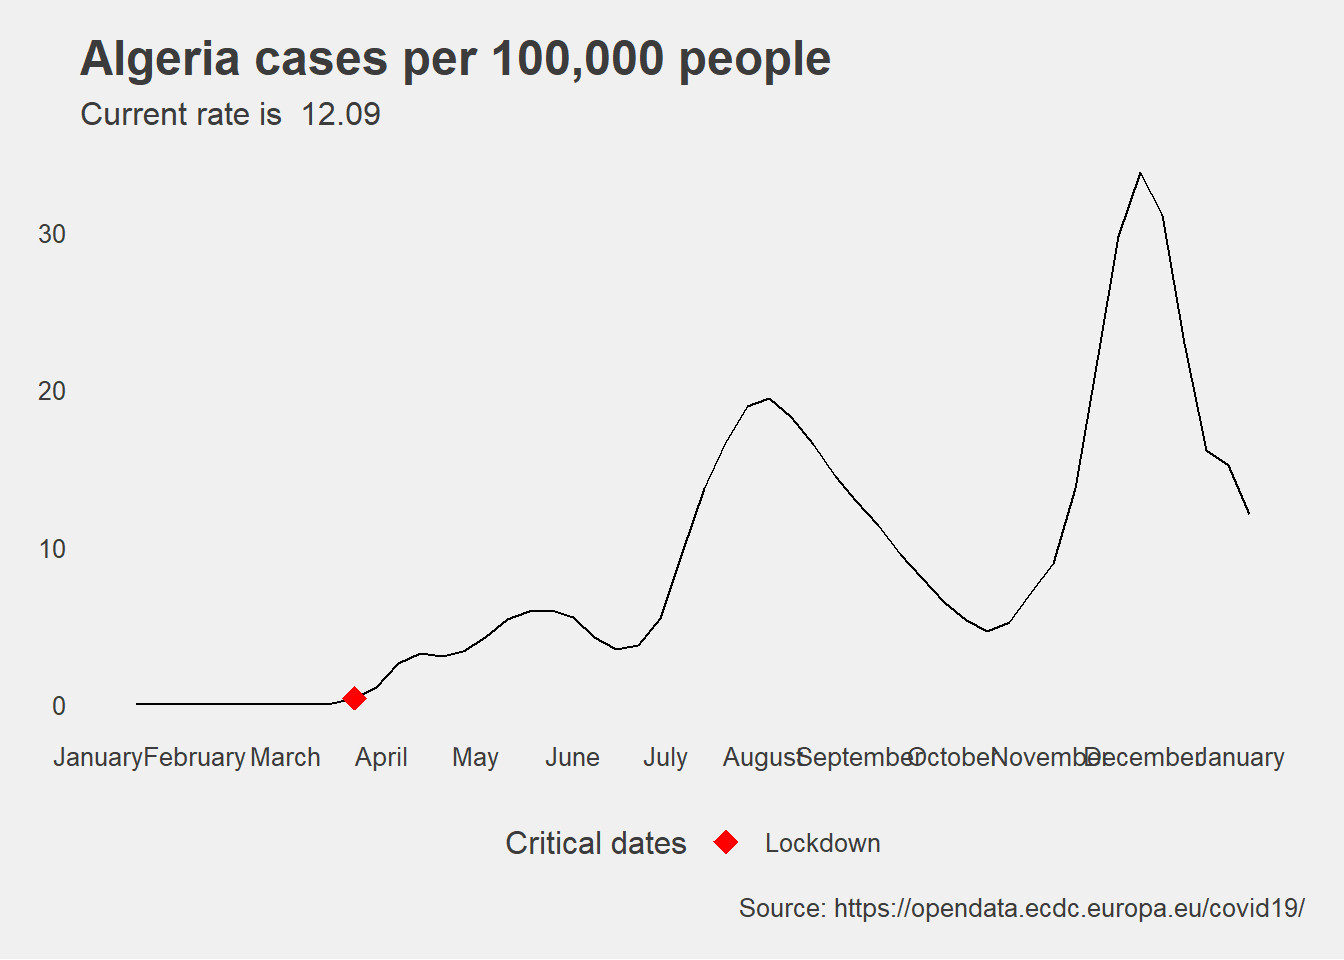 Algeria cases per 100,000 people
Current rate is  12.09
30
20
10
0
January February March April May June July August September October November December January
Critical dates Lockdown
Source: https://opendata.ecdc.europa.eu/covid19/